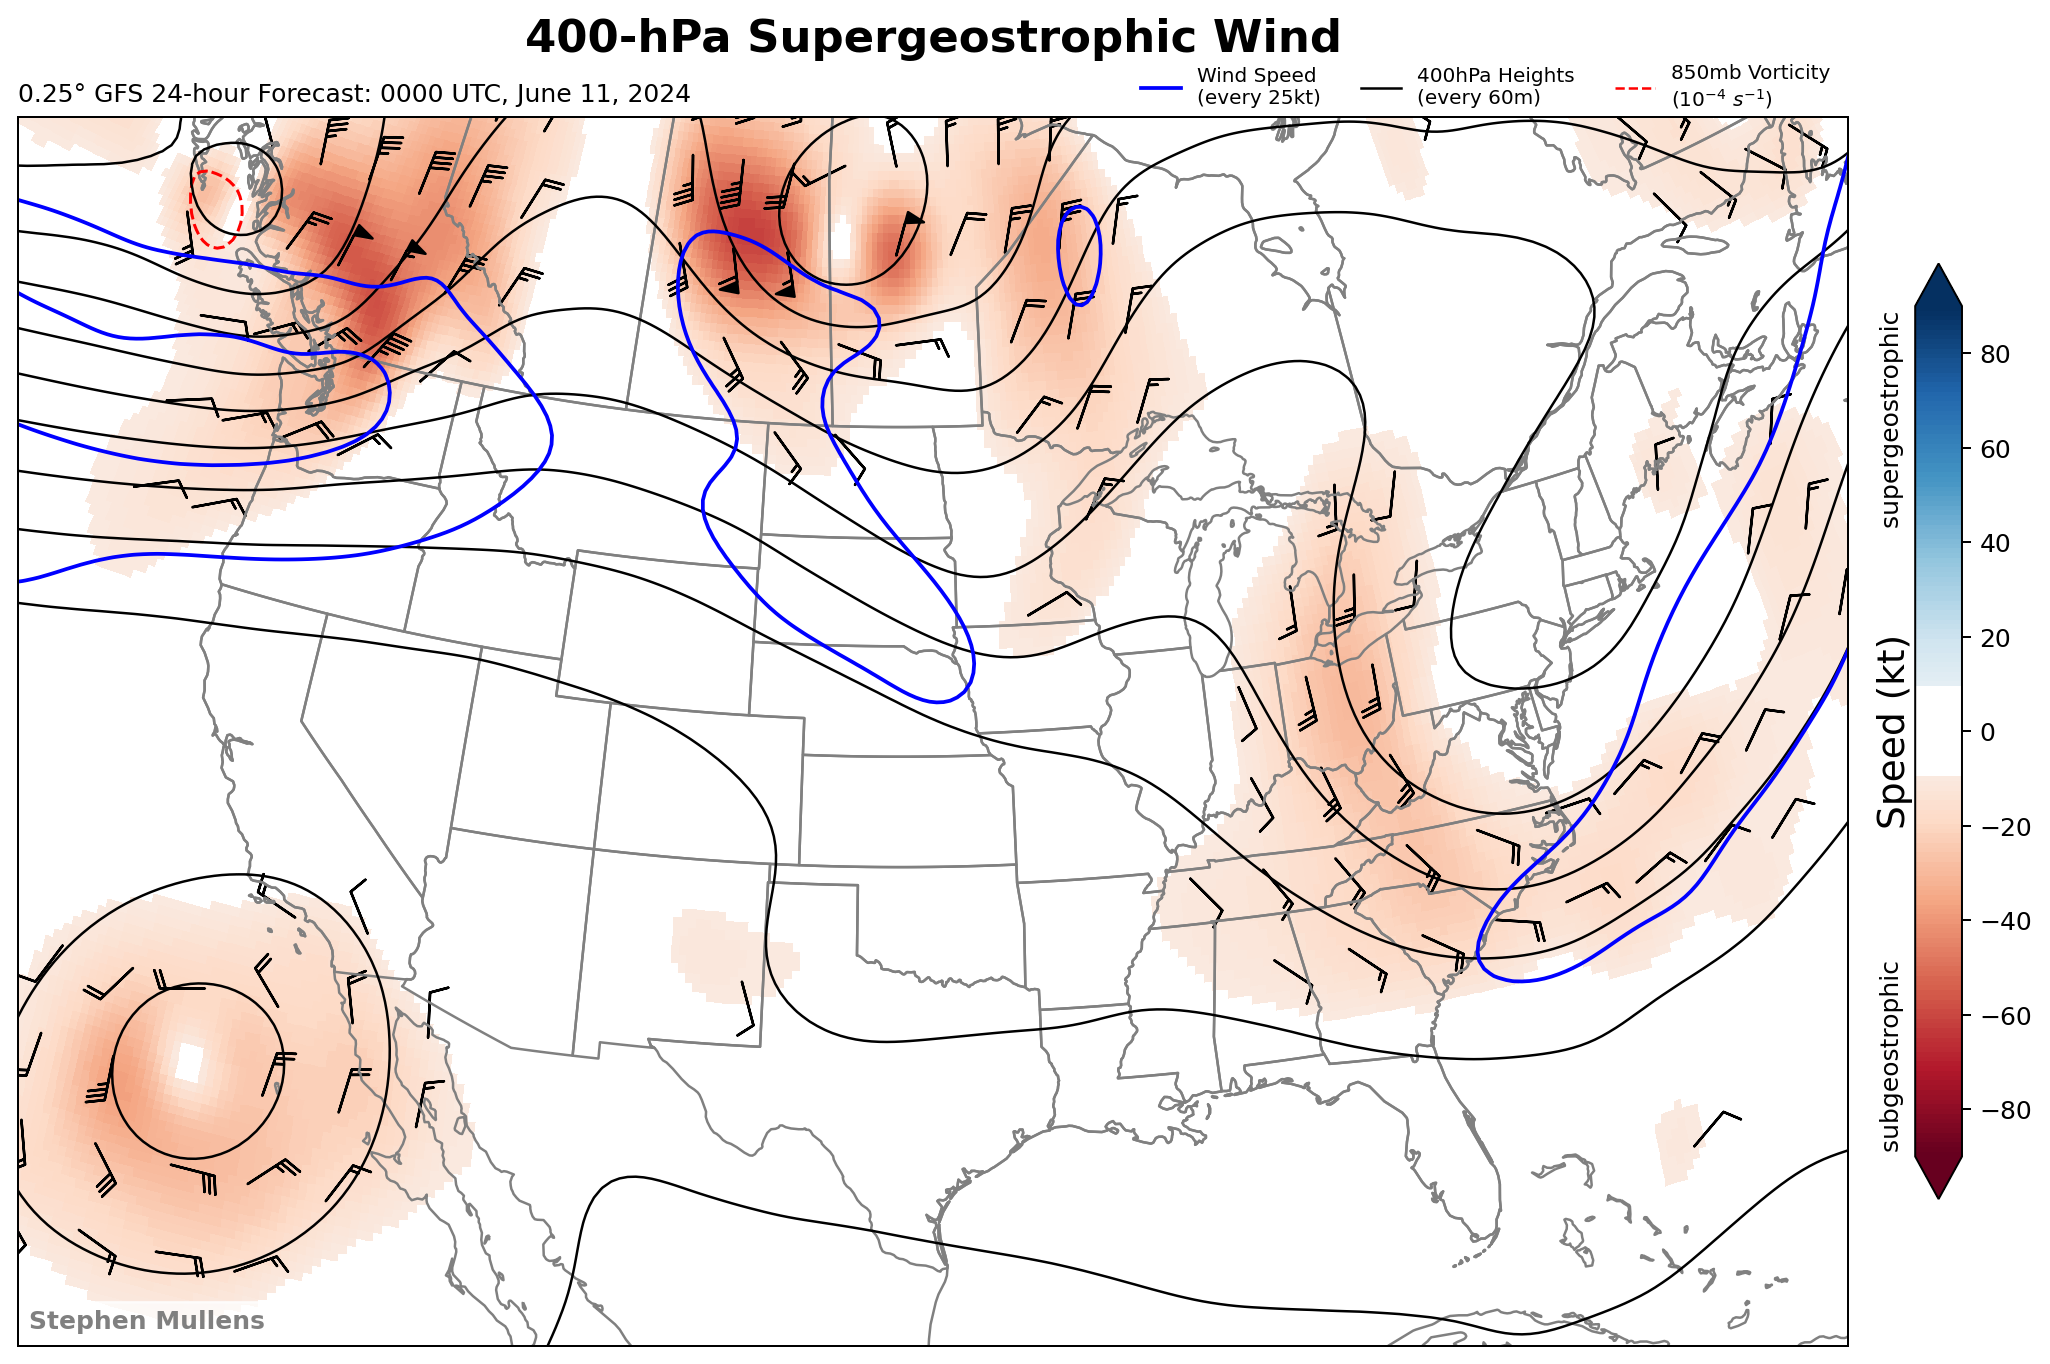 400-hPa Supergeostrophic Wind
0.25° GFS 24-hour Forecast: 0000 UTC, June 11, 2024
Wind Speed
(every 25kt)
400hPa Heights
(every 60m)
850mb Vorticity
(10⁻⁴ s⁻¹)
supergeostrophic
subgeostrophic
Speed (kt)
80
60
40
20
0
−20
−40
−60
−80
Stephen Mullens